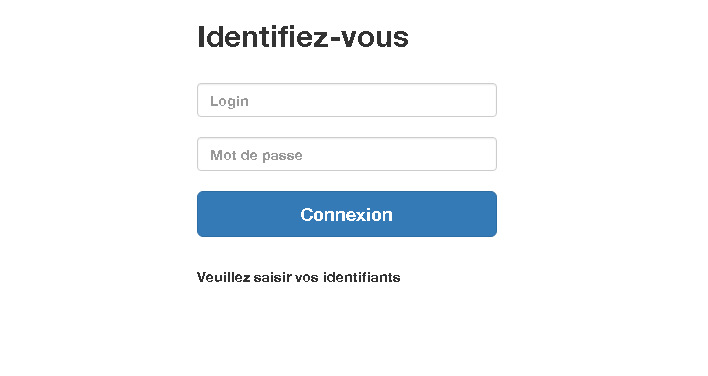 Identifiez-vous
Login
Mot de passe
Connexion
Veuillez saisir vos identifiants